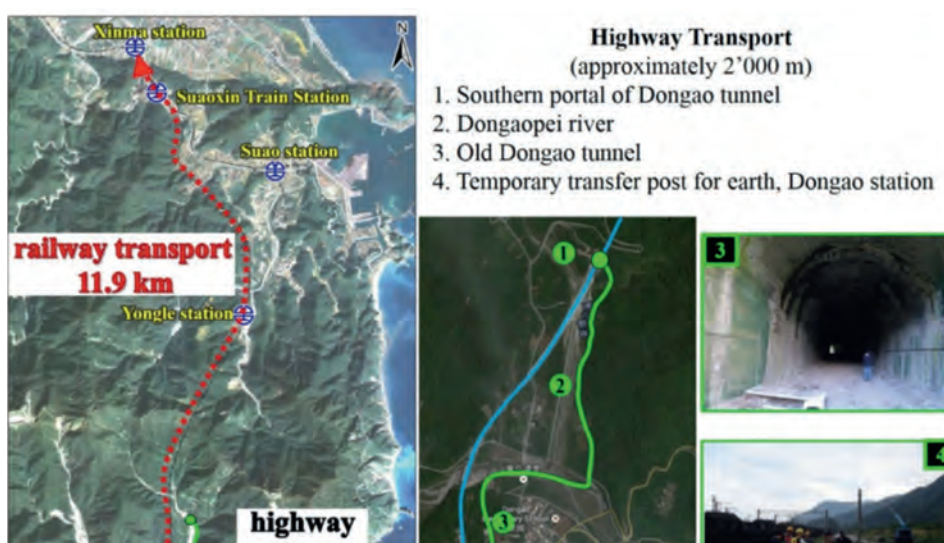 Xinma station
N
Suaoxin Train Station
Suao station
railway transport
11.9 km
Yongle station
highway
Highway Transport
(approximately 2’000 m)
1. Southern portal of Dongao tunnel
2. Dongaopei river
3. Old Dongao tunnel
4. Temporary transfer post for earth, Dongao station
1
2
3
3
4